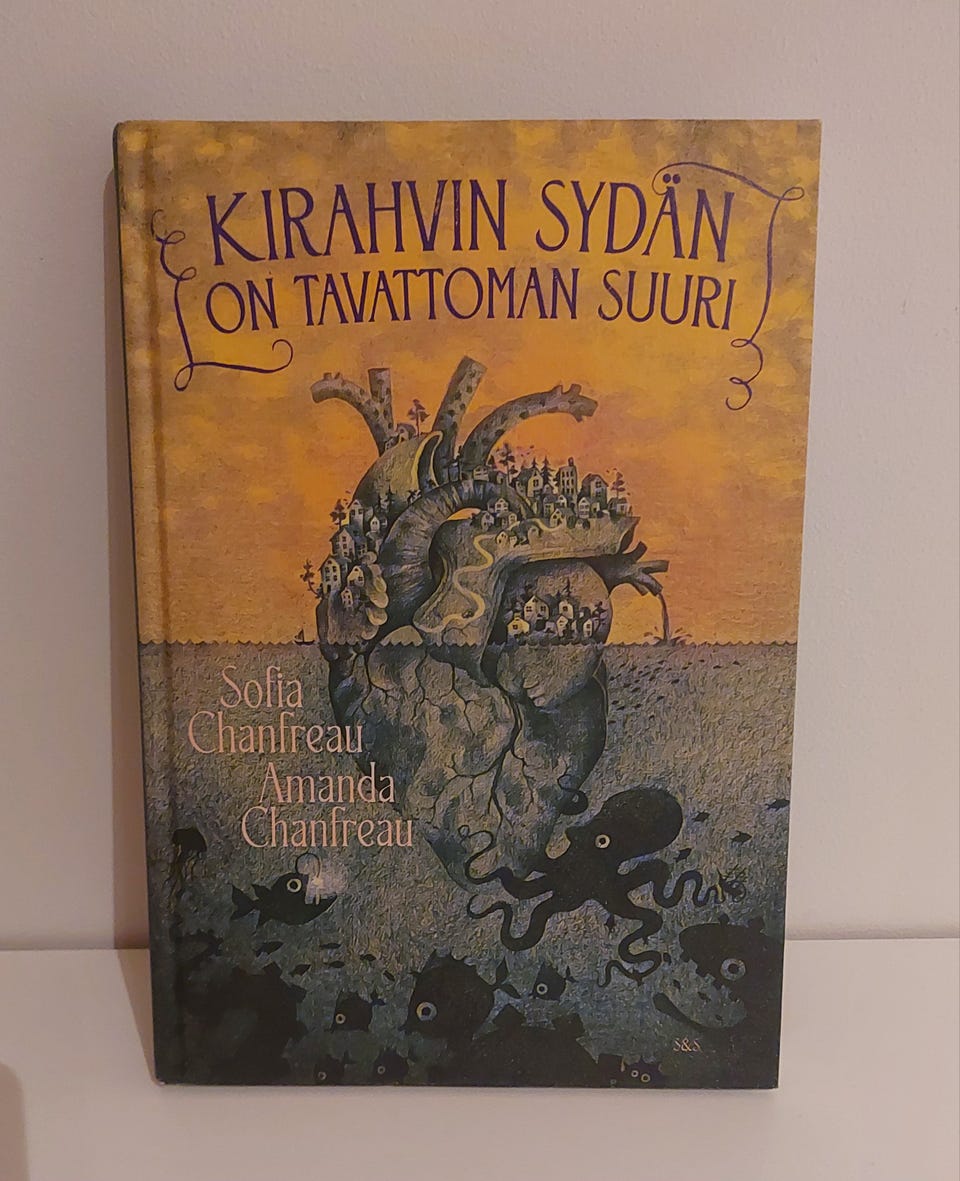 KIRAHVIN SYDÄN
ON TAVATTOMAN SUURI
Sofia
Chanfreau
Amanda
Chanfreau
S&S